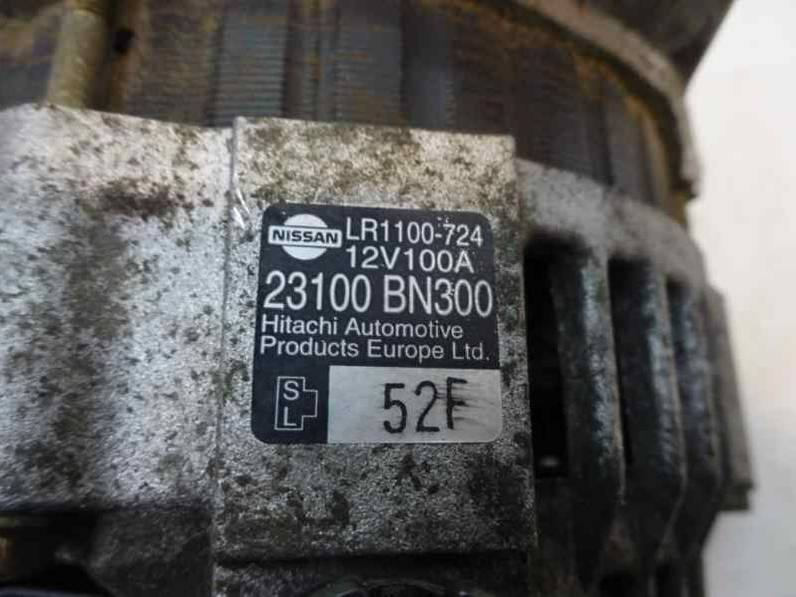 NISSAN LR1100-724
12V100A
23100 BN300
Hitachi Automotive
Products Europe Ltd.
S
L
52F